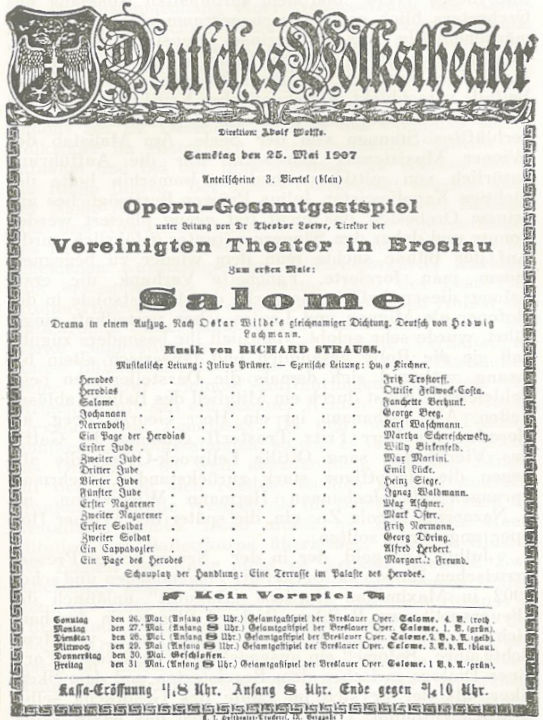 Deutsches Volkstheater
Direktion: Adolf Weisse.
Samstag den 25. Mai 1907
Anteilscheine 3. Viertel (blau)
Opern-Gesamtgastspiel
unter Leitung von Dr Theodor Loewe, Direktor der
Vereinigten Theater in Breslau
Zum ersten Male:
Salome
Drama in einem Aufzug. Nach Oskar Wilde's gleichnamiger Dichtung. Deutsch von Hedwig
Lachmann.
Musik von RICHARD STRAUSS.
Musikalische Leitung: Julius Prüwer. — Szenische Leitung: Hugo Kirchner.
Herodes . . . . . Fritz Trostorff.
Herodias . . . . . Ottilie Fellwock-Costa.
Salome . . . . . Fanchette Verhunk.
Jochanaan . . . . . George Beeg.
Narraboth . . . . . Karl Waschmann.
Ein Page der Herodias . . . . . Martha Schereschewsky.
Erster Jude . . . . . Willy Birkenfeld.
Zweiter Jude . . . . . Max Martini.
Dritter Jude . . . . . Emil Lücke.
Vierter Jude . . . . . Heinz Siege.
Fünfter Jude . . . . . Ignaz Waldmann.
Erster Nazarener . . . . . Max Aschner.
Zweiter Nazarener . . . . . Mark Oster.
Erster Soldat . . . . . Fritz Normann.
Zweiter Soldat . . . . . Georg Döring.
Ein Cappadozier . . . . . Alfred Herbert.
Ein Page des Herodes . . . . . Margar.: Freund.
Schauplatz der Handlung: Eine Terrasse im Palaste des Herodes.
Kein Vorspiel
Sonntag den 26. Mai. (Anfang 8 Uhr.) Gesamtgastspiel der Breslauer Oper. Salome. 4. V. (rot).
Montag den 27. Mai. (Anfang 8 Uhr.) Gesamtgastspiel der Breslauer Oper. Salome. 1. V. (grün).
Dienstag den 28. Mai. (Anfang 8 Uhr.) Gesamtgastspiel der Breslauer Oper. Salome. 2. V. d. A. (gelb).
Mittwoch den 29. Mai (Anfang 8 Uhr.) Gesamtgastspiel der Breslauer Oper. Salome. 3. V. d. A. (blau).
Donnerstag den 30. Mai. Geschlossen.
Freitag den 31 Mai (Anfang 8 Uhr.) Gesamtgastspiel der Breslauer Oper. Salome. 1 V. d A. (grün).
Kassa-Eröffnung ½8 Uhr. Anfang 8 Uhr. Ende gegen ¾10 Uhr.
IX. Berggasse 7